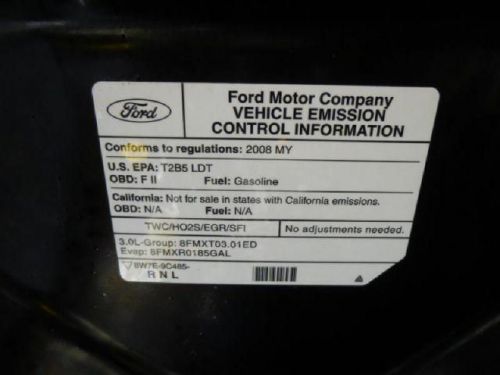 Ford
Ford Motor Company
VEHICLE EMISSION
CONTROL INFORMATION
Conforms to regulations: 2008 MY
U.S. EPA: T2B5 LDT
OBD: F II Fuel: Gasoline
California: Not for sale in states with California emissions.
OBD: N/A Fuel: N/A
TWC/HO2S/EGR/SFI No adjustments needed.
3.0L-Group: 8FMXT03.01ED
Evap: 8FMXR0185GAL
8W7E-9C485-
R N L